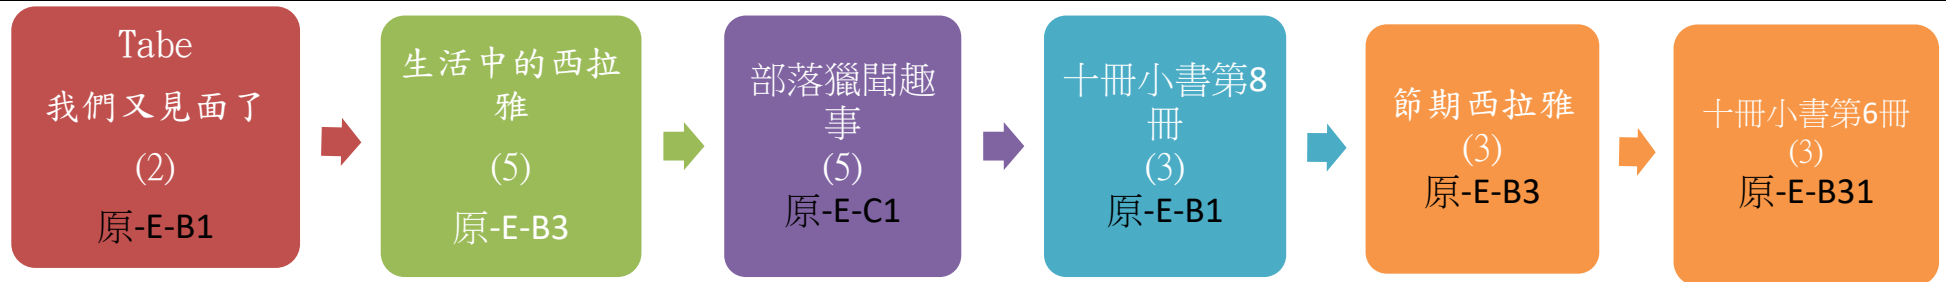 Tabe
我們又見面了
(2)
原-E-B1
生活中的西拉
雅
(5)
原-E-B3
部落獵聞趣
事
(5)
原-E-C1
十冊小書第8
冊
(3)
原-E-B1
節期西拉雅
(3)
原-E-B3
十冊小書第6冊
(3)
原-E-B31